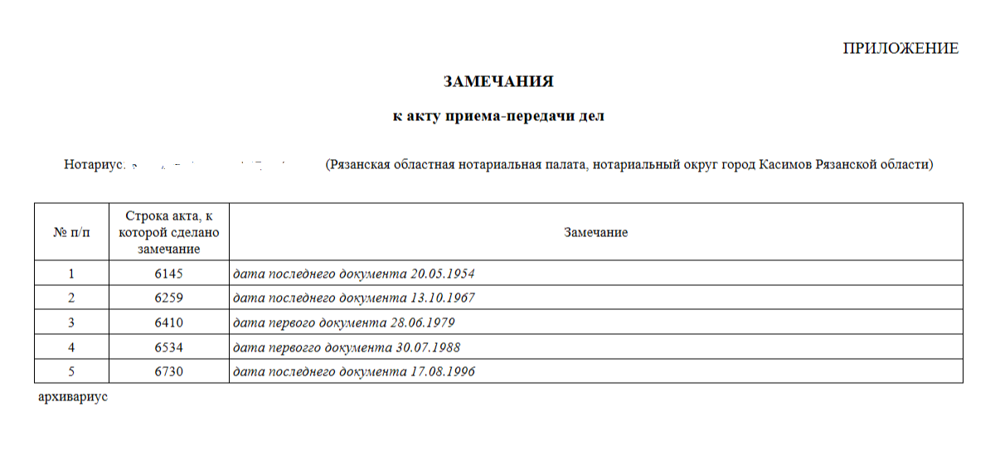 ПРИЛОЖЕНИЕ
ЗАМЕЧАНИЯ
к акту приема-передачи дел
Нотариус: (Рязанская областная нотариальная палата, нотариальный округ город Касимов Рязанской области)
№ п/п
Строка акта, к
которой сделано
замечание
Замечание
1 6145 дата последнего документа 20.05.1954
2 6259 дата последнего документа 13.10.1967
3 6410 дата первого документа 28.06.1979
4 6534 дата первогго документа 30.07.1988
5 6730 дата последнего документа 17.08.1996
архивариус